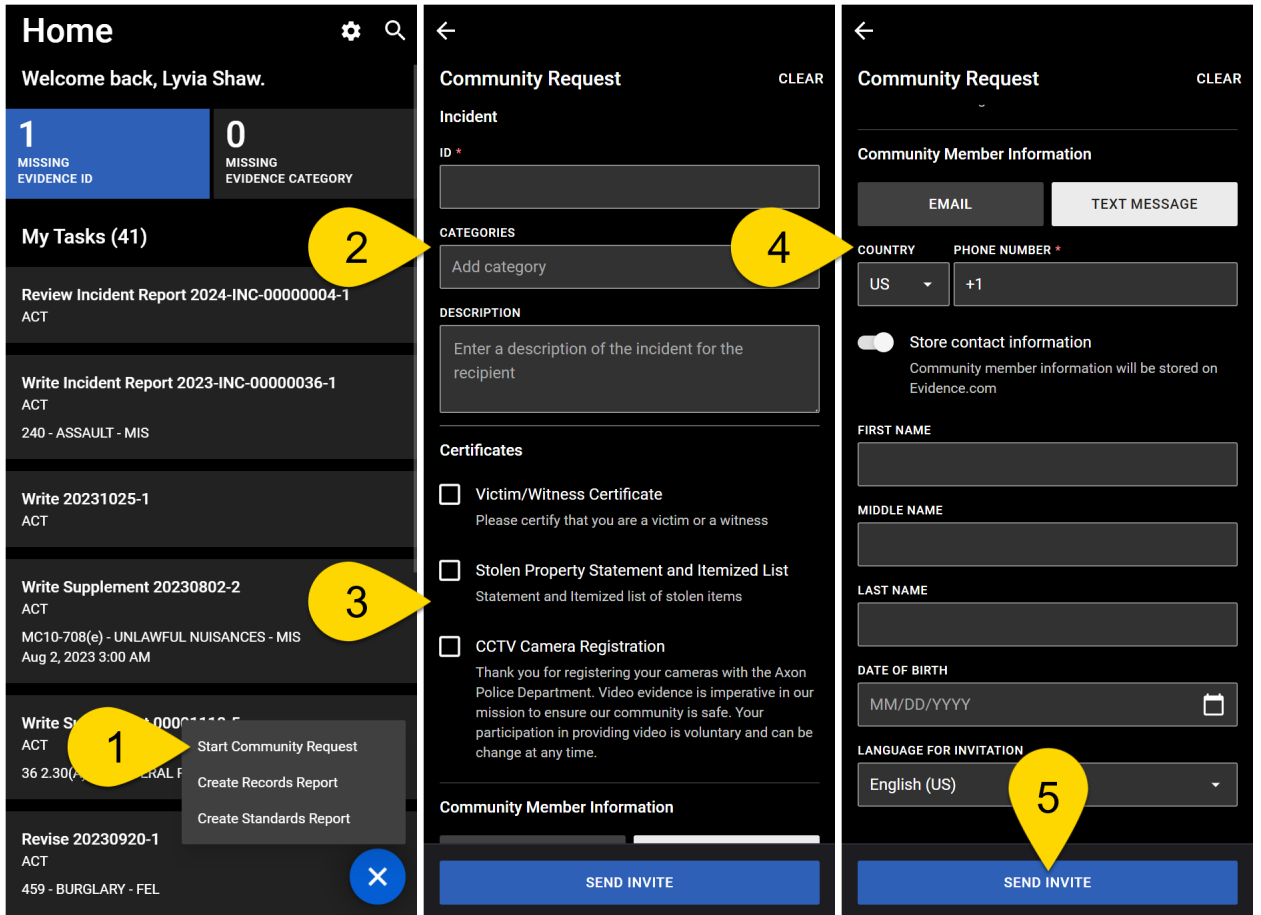 Home
Welcome back, Lyvia Shaw.
1
MISSING
EVIDENCE ID
0
MISSING
EVIDENCE CATEGORY
My Tasks (41)
Review Incident Report 2024-INC-00000004-1
ACT
Write Incident Report 2023-INC-00000036-1
ACT
240 - ASSAULT - MIS
Write 20231025-1
ACT
Write Supplement 20230802-2
ACT
MC10-708(e) - UNLAWFUL NUISANCES - MIS
Aug 2, 2023 3:00 AM
Write
ACT
36 2.30(
1
Start Community Request
Create Records Report
Create Standards Report
Revise 20230920-1
ACT
459 - BURGLARY - FEL
Community Request
CLEAR
Incident
ID *
2
CATEGORIES
Add category
DESCRIPTION
Enter a description of the incident for the
recipient
Certificates
Victim/Witness Certificate
Please certify that you are a victim or a witness
3
Stolen Property Statement and Itemized List
Statement and Itemized list of stolen items
CCTV Camera Registration
Thank you for registering your cameras with the Axon
Police Department. Video evidence is imperative in our
mission to ensure our community is safe. Your
participation in providing video is voluntary and can be
change at any time.
Community Member Information
SEND INVITE
Community Request
CLEAR
Community Member Information
EMAIL
TEXT MESSAGE
4
COUNTRY
PHONE NUMBER *
US
+1
Store contact information
Community member information will be stored on
Evidence.com
FIRST NAME
MIDDLE NAME
LAST NAME
DATE OF BIRTH
MM/DD/YYYY
LANGUAGE FOR INVITATION
English (US)
5
SEND INVITE